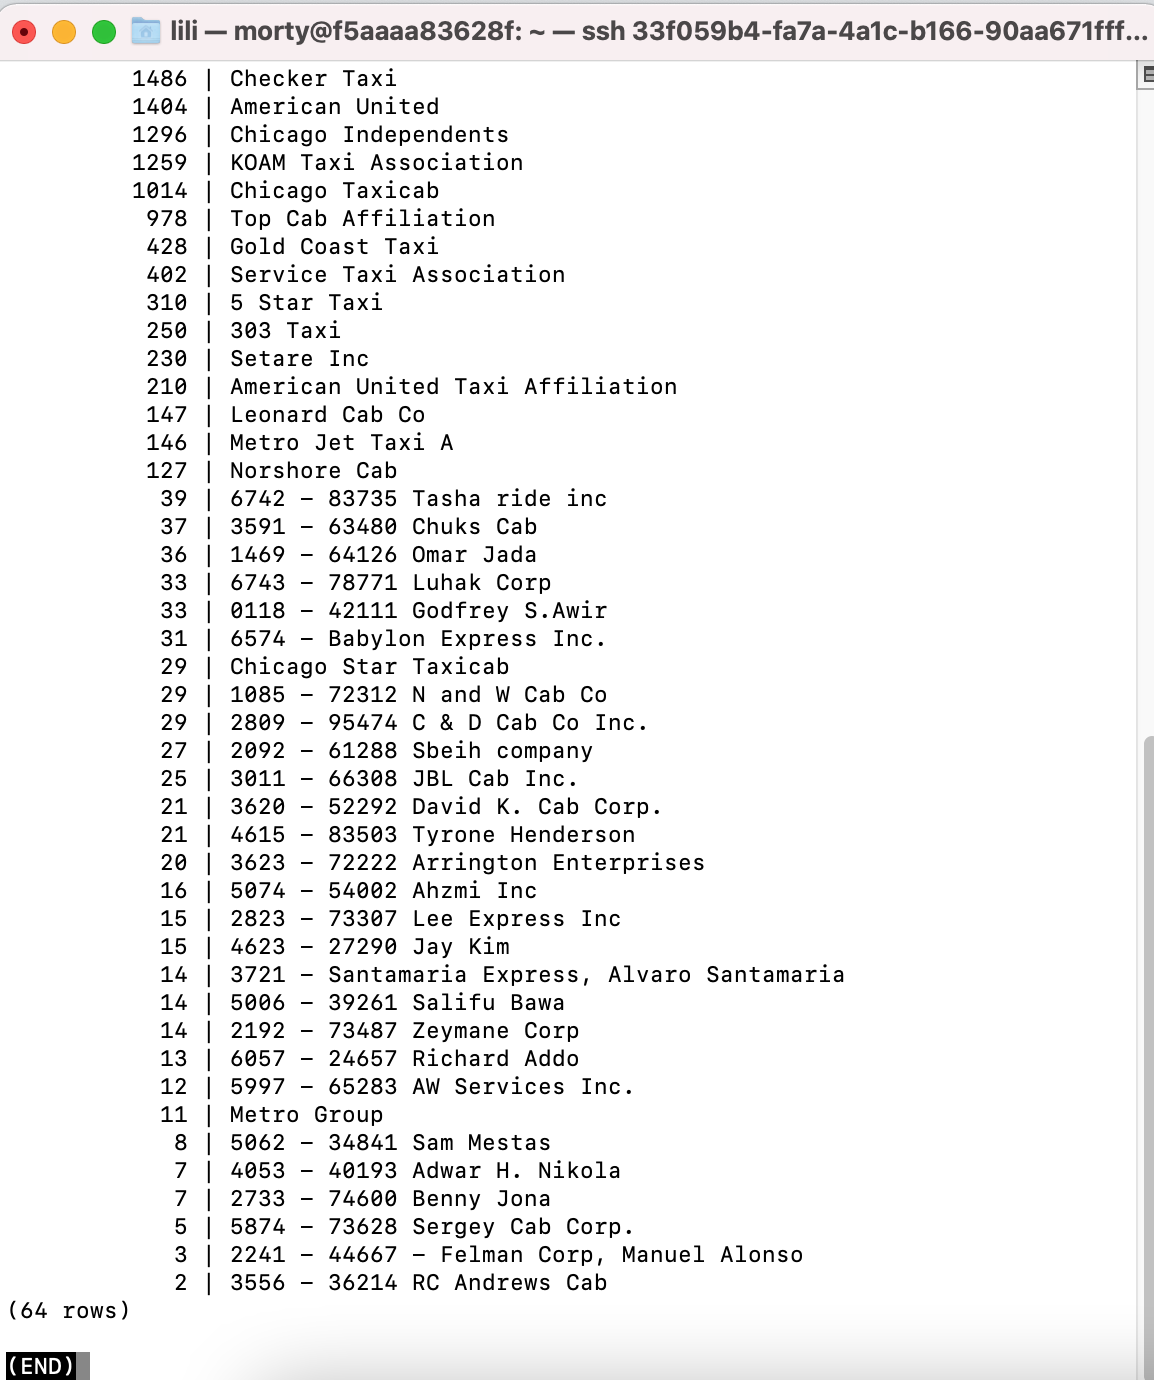 lili — morty@f5aaaa83628f: ~ — ssh 33f059b4-fa7a-4a1c-b166-90aa671fff...
1486 | Checker Taxi
1404 | American United
1296 | Chicago Independents
1259 | KOAM Taxi Association
1014 | Chicago Taxicab
978 | Top Cab Affiliation
428 | Gold Coast Taxi
402 | Service Taxi Association
310 | 5 Star Taxi
250 | 303 Taxi
230 | Setare Inc
210 | American United Taxi Affiliation
147 | Leonard Cab Co
146 | Metro Jet Taxi A
127 | Norshore Cab
39 | 6742 - 83735 Tasha ride inc
37 | 3591 - 63480 Chuks Cab
36 | 1469 - 64126 Omar Jada
33 | 6743 - 78771 Luhak Corp
33 | 0118 - 42111 Godfrey S.Awir
31 | 6574 - Babylon Express Inc.
29 | Chicago Star Taxicab
29 | 1085 - 72312 N and W Cab Co
29 | 2809 - 95474 C & D Cab Co Inc.
27 | 2092 - 61288 Sbeih company
25 | 3011 - 66308 JBL Cab Inc.
21 | 3620 - 52292 David K. Cab Corp.
21 | 4615 - 83503 Tyrone Henderson
20 | 3623 - 72222 Arrington Enterprises
16 | 5074 - 54002 Ahzmi Inc
15 | 2823 - 73307 Lee Express Inc
15 | 4623 - 27290 Jay Kim
14 | 3721 - Santamaria Express, Alvaro Santamaria
14 | 5006 - 39261 Salifu Bawa
14 | 2192 - 73487 Zeymane Corp
13 | 6057 - 24657 Richard Addo
12 | 5997 - 65283 AW Services Inc.
11 | Metro Group
8 | 5062 - 34841 Sam Mestas
7 | 4053 - 40193 Adwar H. Nikola
7 | 2733 - 74600 Benny Jona
5 | 5874 - 73628 Sergey Cab Corp.
3 | 2241 - 44667 - Felman Corp, Manuel Alonso
2 | 3556 - 36214 RC Andrews Cab
(64 rows)
(END)